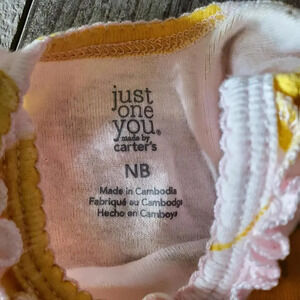 just
one
you®
made by
carter's
NB
Made in Cambodia
Fabriqué au Cambodge
Hecho en Camboya